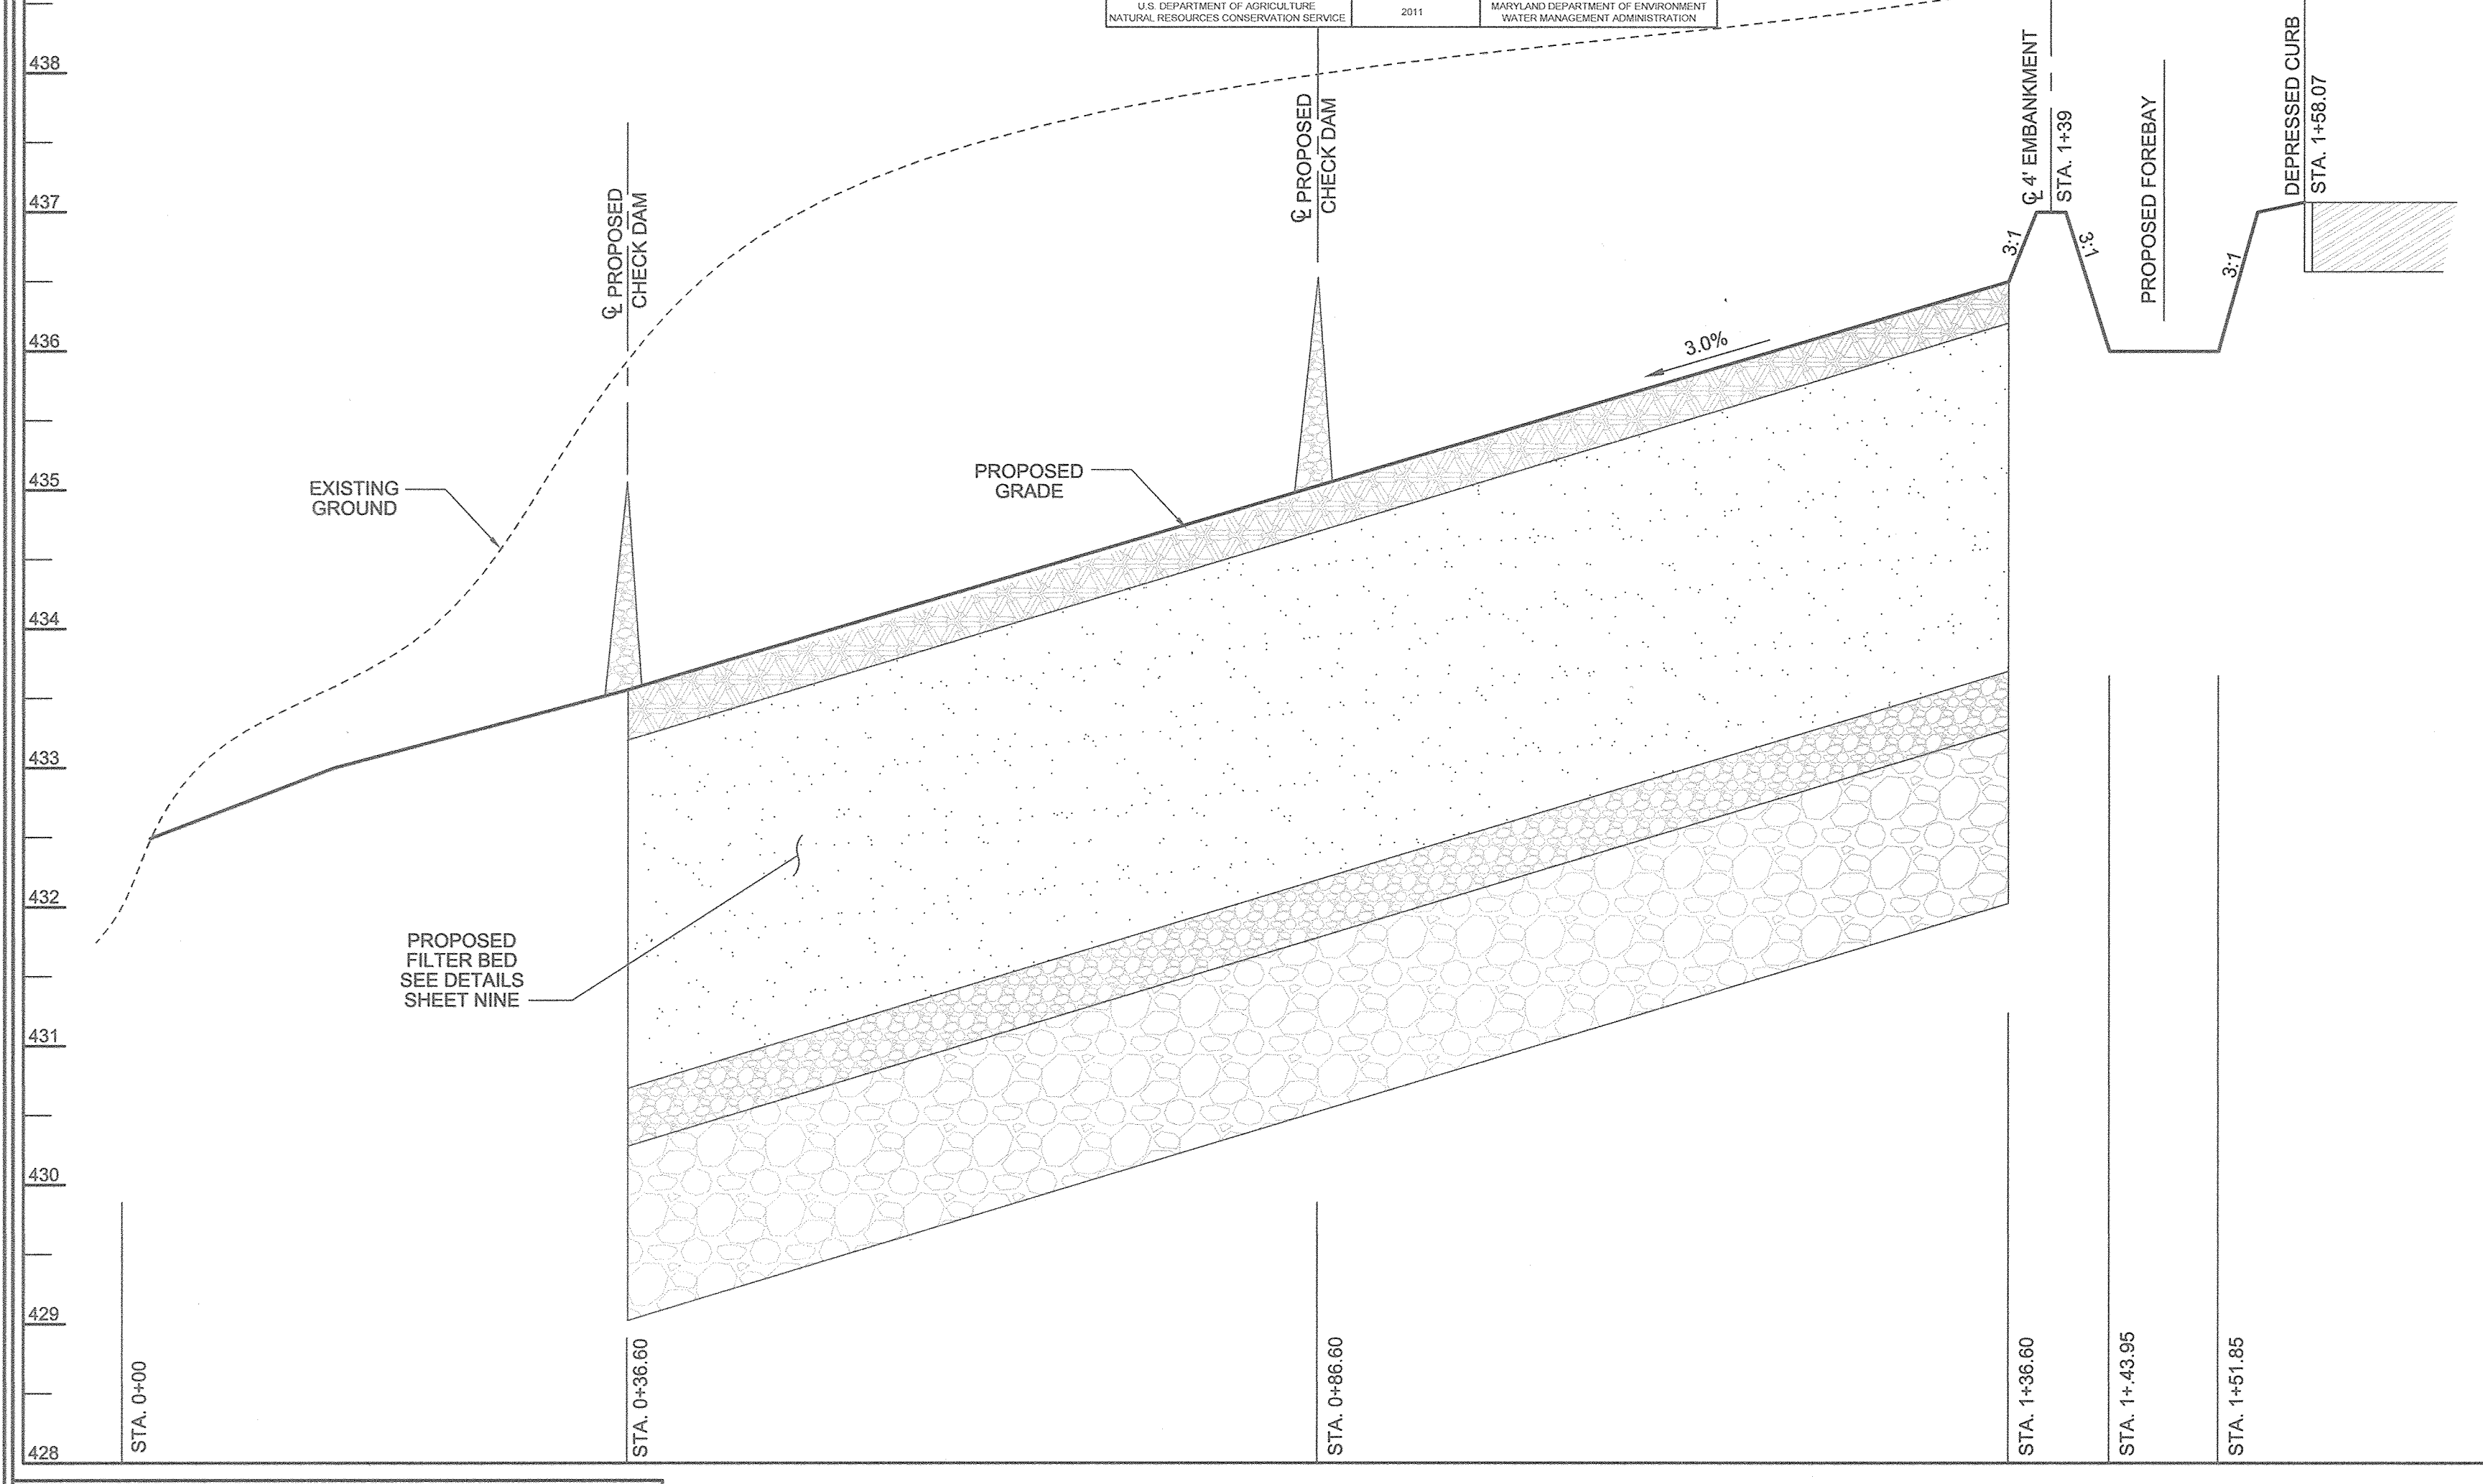 U.S. DEPARTMENT OF AGRICULTURE
NATURAL RESOURCES CONSERVATION SERVICE
2011
MARYLAND DEPARTMENT OF ENVIRONMENT
WATER MANAGEMENT ADMINISTRATION
438
437
436
435
434
433
432
431
430
429
428
EXISTING
GROUND
℄ PROPOSED
CHECK DAM
PROPOSED
GRADE
℄ PROPOSED
CHECK DAM
3.0%
3:1
℄ 4' EMBANKMENT
STA. 1+39
3:1
PROPOSED FOREBAY
3:1
DEPRESSED CURB
STA. 1+58.07
PROPOSED
FILTER BED
SEE DETAILS
SHEET NINE
STA. 0+00
STA. 0+36.60
STA. 0+86.60
STA. 1+36.60
STA. 1+.43.95
STA. 1+51.85